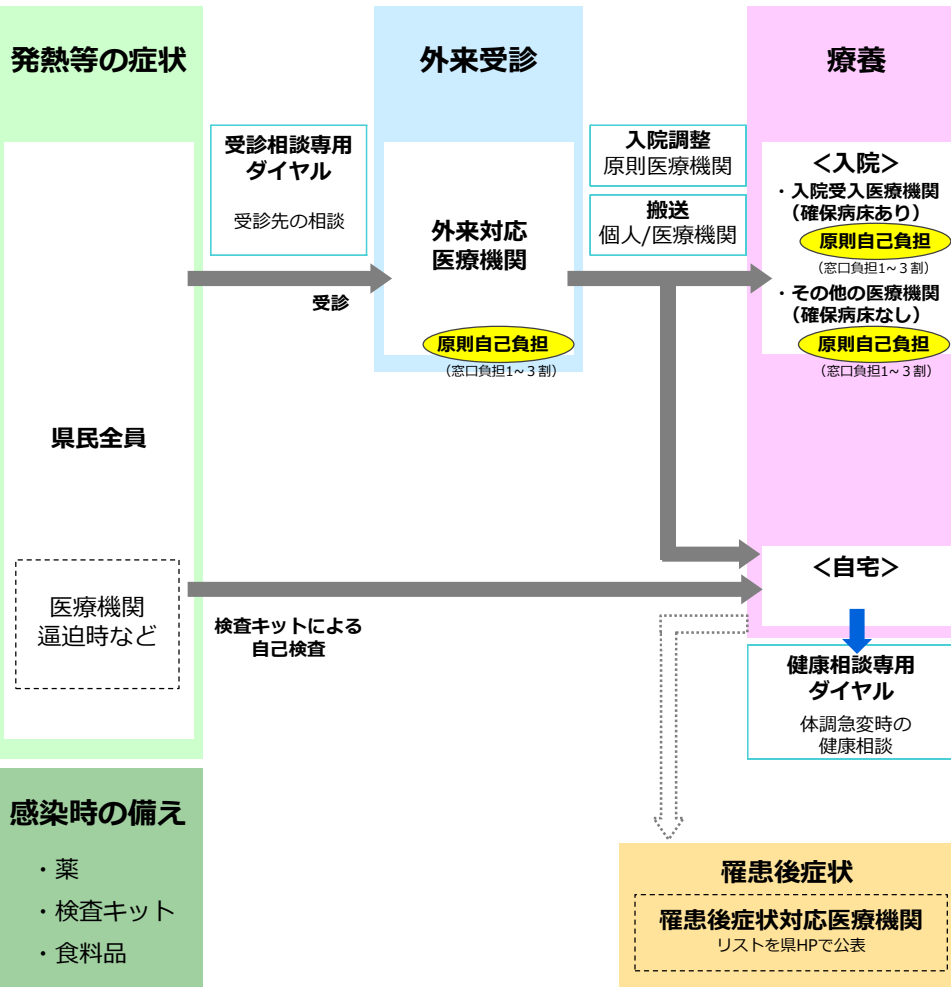 発熱等の症状
県民全員
医療機関
逼迫時など
受診相談専用
ダイヤル
受診先の相談
受診
検査キットによる
自己検査
外来受診
外来対応
医療機関
原則自己負担
（窓口負担1~３割）
入院調整
原則医療機関
搬送
個人/医療機関
療養
＜入院＞
・入院受入医療機関
（確保病床あり）
原則自己負担
（窓口負担1~３割）
・その他の医療機関
（確保病床なし）
原則自己負担
（窓口負担1~３割）
＜自宅＞
健康相談専用
ダイヤル
体調急変時の
健康相談
感染時の備え
・薬
・検査キット
・食料品
罹患後症状
罹患後症状対応医療機関
リストを県HPで公表